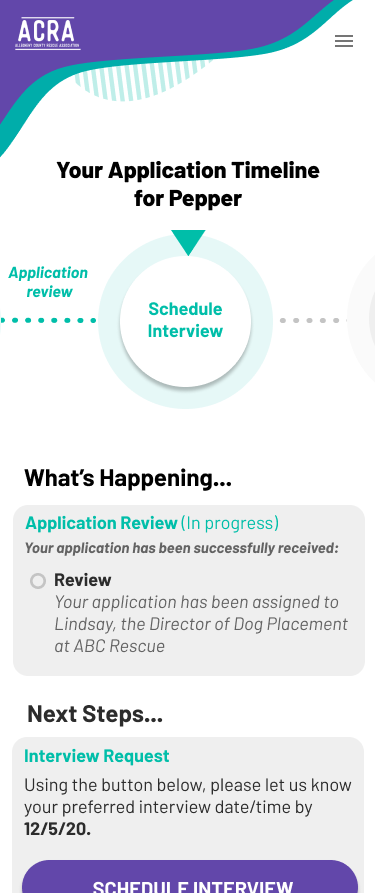 ACRA
ALLEGHENY COUNTY RESCUE ASSOCIATION
Your Application Timeline
for Pepper
Application
review
Schedule
Interview
What's Happening...
Application Review (In progress)
Your application has been successfully received:
Review
Your application has been assigned to
Lindsay, the Director of Dog Placement
at ABC Rescue
Next Steps...
Interview Request
Using the button below, please let us know
your preferred interview date/time by
12/5/20.
SCHEDULE INTERVIEW